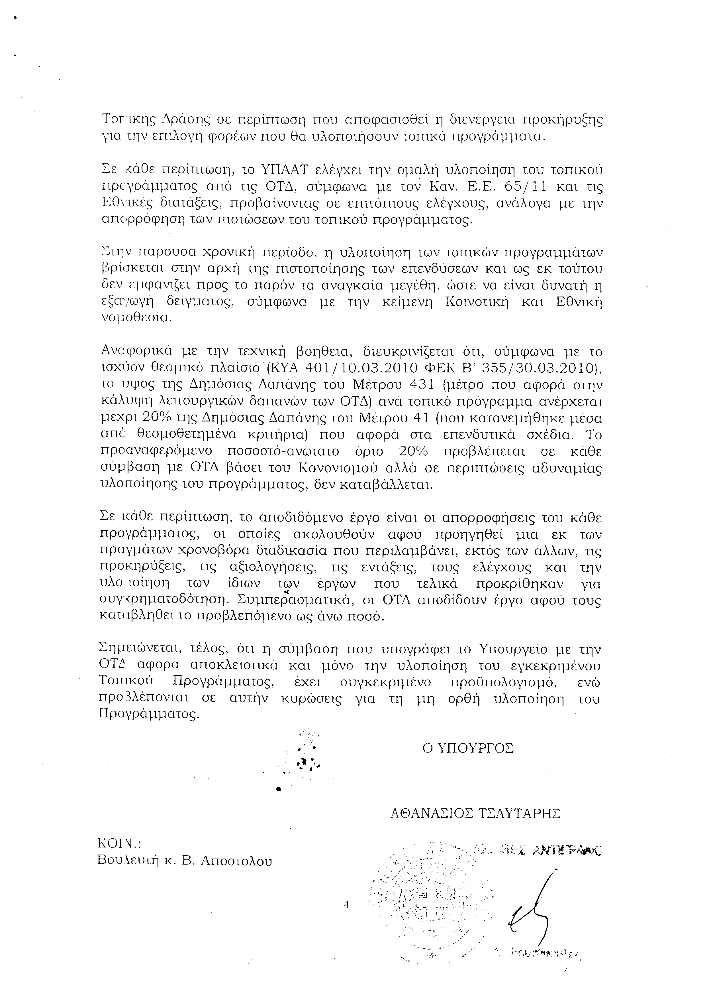 Τοπικής Δράσης σε περίπτωση που αποφασισθεί η διενέργεια προκήρυξης
για την επιλογή φορέων που θα υλοποιήσουν τοπικά προγράμματα.
Σε κάθε περίπτωση, το ΥΠΑΑΤ ελέγχει την ομαλή υλοποίηση του τοπικού
προγράμματος από τις ΟΤΔ, σύμφωνα με τον Καν. Ε.Ε. 65/11 και τις
Εθνικές διατάξεις, προβαίνοντας σε επιτόπιους ελέγχους, ανάλογα με την
απορρόφηση των πιστώσεων του τοπικού προγράμματος.
Στην παρούσα χρονική περίοδο, η υλοποίηση των τοπικών προγραμμάτων
βρίσκεται στην αρχή της πιστοποίησης των επενδύσεων και ως εκ τούτου
δεν εμφανίζει προς το παρόν τα αναγκαία μεγέθη, ώστε να είναι δυνατή η
εξαγωγή δείγματος, σύμφωνα με την κείμενη Κοινοτική και Εθνική
νομοθεσία.
Αναφορικά με την τεχνική βοήθεια, διευκρινίζεται ότι, σύμφωνα με το
ισχύον θεσμικό πλαίσιο (ΚΥΑ 401/10.03.2010 ΦΕΚ Β’ 355/30.03.2010),
το ύψος της Δημόσιας Δαπάνης του Μέτρου 431 (μέτρο που αφορά στην
κάλυψη λειτουργικών δαπανών των ΟΤΔ) ανά τοπικό πρόγραμμα ανέρχεται
μέχρι 20% της Δημόσιας Δαπάνης του Μέτρου 41 (που κατανεμήθηκε μέσα
από θεσμοθετημένα κριτήρια) που αφορά στα επενδυτικά σχέδια. Το
προαναφερόμενο ποσοστό-ανώτατο όριο 20% προβλέπεται σε κάθε
σύμβαση με ΟΤΔ βάσει του Κανονισμού αλλά σε περιπτώσεις αδυναμίας
υλοποίησης του προγράμματος, δεν καταβάλλεται.
Σε κάθε περίπτωση, το αποδιδόμενο έργο είναι οι απορροφήσεις του κάθε
προγράμματος, οι οποίες ακολουθούν αφού προηγηθεί μια εκ των
πραγμάτων χρονοβόρα διαδικασία που περιλαμβάνει, εκτός των άλλων, τις
προκηρύξεις, τις αξιολογήσεις, τις εντάξεις, τους ελέγχους και την
υλοποίηση των ίδιων των έργων που τελικά προκρίθηκαν για
συγχρηματοδότηση. Συμπερασματικά, οι ΟΤΔ αποδίδουν έργο αφού τους
καταβληθεί το προβλεπόμενο ως άνω ποσό.
Σημειώνεται, τέλος, ότι η σύμβαση που υπογράφει το Υπουργείο με την
ΟΤΔ αφορά αποκλειστικά και μόνο την υλοποίηση του εγκεκριμένου
Τοπικού Προγράμματος, έχει συγκεκριμένο προϋπολογισμό, ενώ
προβλέπονται σε αυτήν κυρώσεις για τη μη ορθή υλοποίηση του
Προγράμματος.
Ο ΥΠΟΥΡΓΟΣ
ΑΘΑΝΑΣΙΟΣ ΤΣΑΥΤΑΡΗΣ
ΚΟΙΝ.:
Βουλευτή κ. Β. Αποστόλου
4